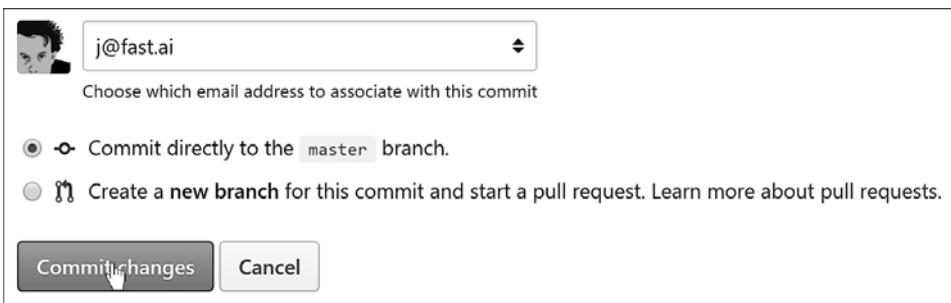 j@fast.ai
Choose which email address to associate with this commit
Commit directly to the master branch.
Create a new branch for this commit and start a pull request. Learn more about pull requests.
Commit changes
Cancel